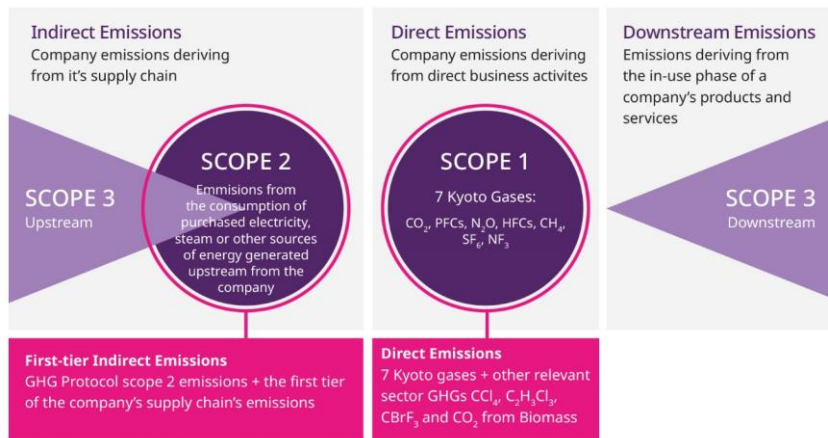 Indirect Emissions
Company emissions deriving
from it's supply chain
SCOPE 3
Upstream
SCOPE 2
Emmisions from
the consumption of
purchased electricity,
steam or other sources
of energy generated
upstream from the
company
First-tier Indirect Emissions
GHG Protocol scope 2 emissions + the first tier
of the company's supply chain's emissions
Direct Emissions
Company emissions deriving
from direct business activites
SCOPE 1
7 Kyoto Gases:
CO₂, PFCs, N₂O, HFCs, CH₄,
SF₆, NF₃
Direct Emissions
7 Kyoto gases + other relevant
sector GHGs CCl₄, C₂H₃Cl₃,
CBrF₃ and CO₂ from Biomass
Downstream Emissions
Emissions deriving from
the in-use phase of a
company's products and
services
SCOPE 3
Downstream